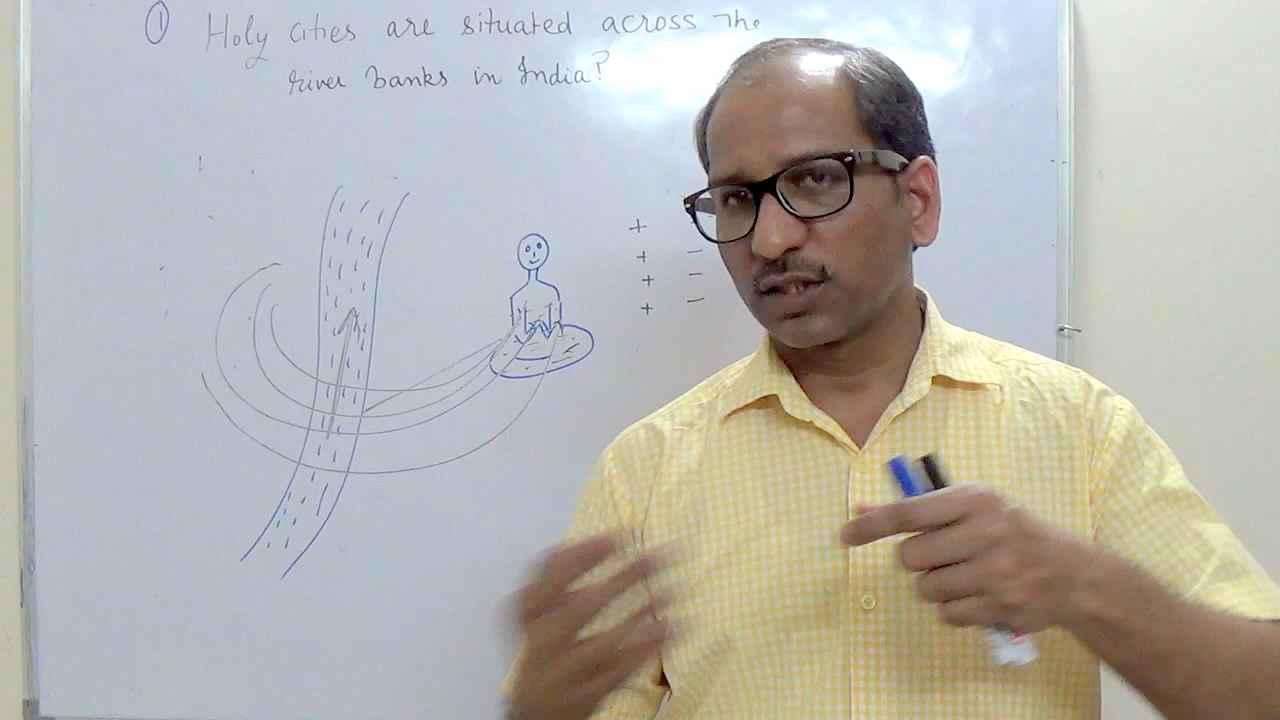 ① Holy cities are situated across the
river banks in India?
+
+ -
+ -
+ -